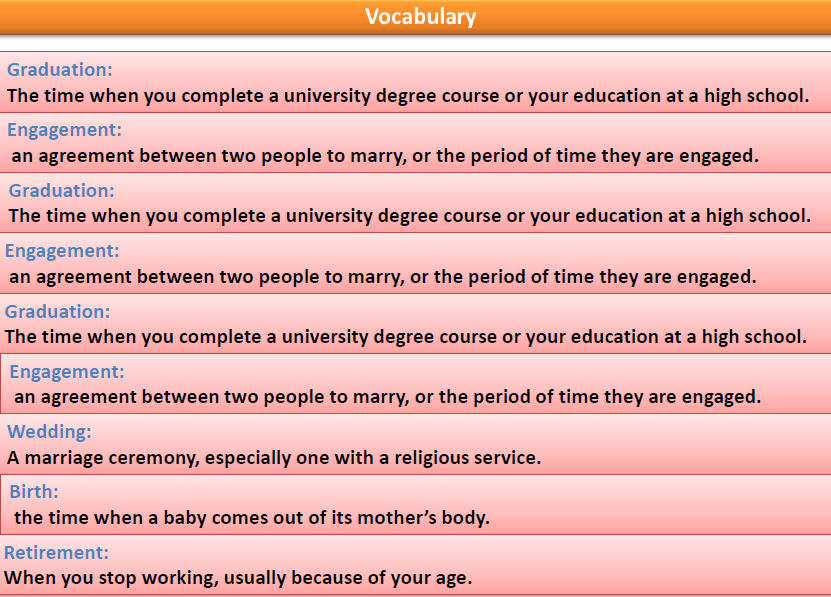 Vocabulary
Graduation:
The time when you complete a university degree course or your education at a high school.
Engagement:
an agreement between two people to marry, or the period of time they are engaged.
Graduation:
The time when you complete a university degree course or your education at a high school.
Engagement:
an agreement between two people to marry, or the period of time they are engaged.
Graduation:
The time when you complete a university degree course or your education at a high school.
Engagement:
an agreement between two people to marry, or the period of time they are engaged.
Wedding:
A marriage ceremony, especially one with a religious service.
Birth:
the time when a baby comes out of its mother’s body.
Retirement:
When you stop working, usually because of your age.